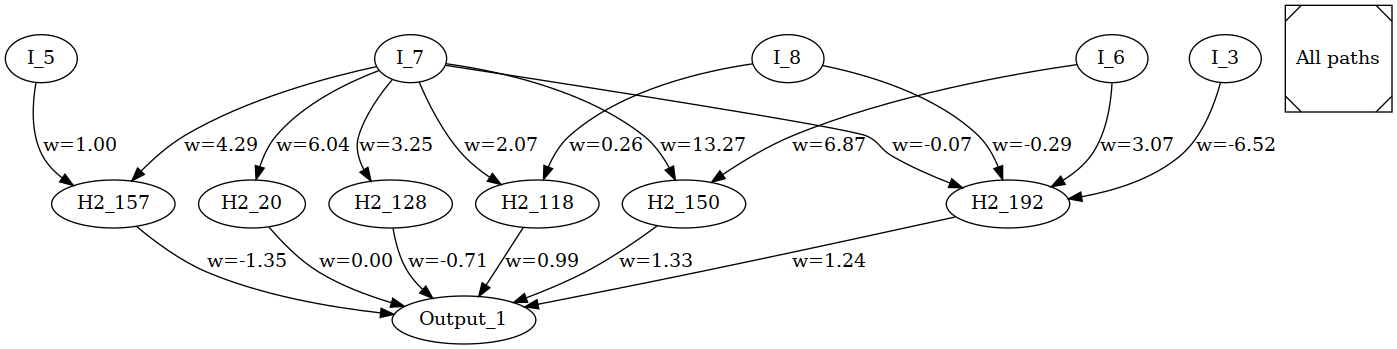 I_5 I_7 I_8 I_6 I_3 All paths
w=1.00 w=4.29 w=6.04 w=3.25 w=2.07 w=0.26 w=13.27 w=6.87 w=-0.07 w=-0.29 w=3.07 w=-6.52
H2_157 H2_20 H2_128 H2_118 H2_150 H2_192
w=-1.35 w=0.00 w=-0.71 w=0.99 w=1.33 w=1.24
Output_1